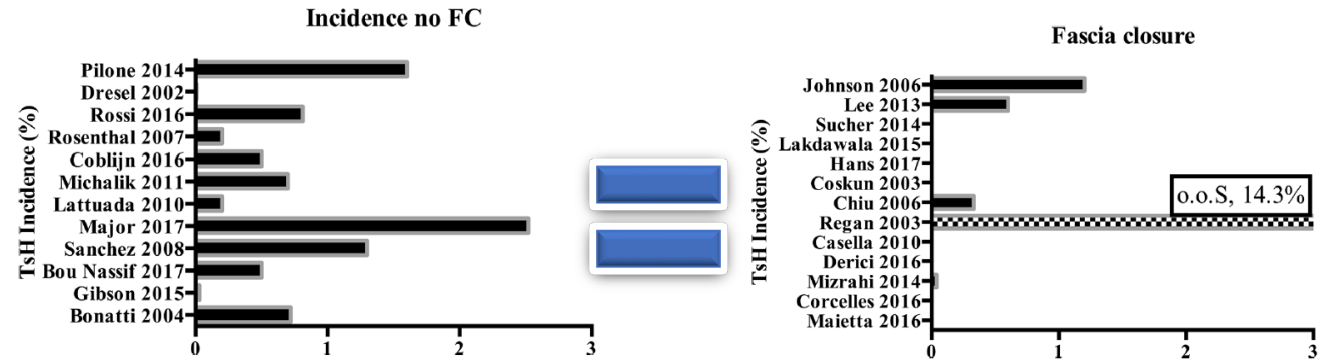 Incidence no FC
TsH Incidence (%)
Pilone 2014
Dresel 2002
Rossi 2016
Rosenthal 2007
Coblijn 2016
Michalik 2011
Lattuada 2010
Major 2017
Sanchez 2008
Bou Nassif 2017
Gibson 2015
Bonatti 2004
0 1 2 3
Fascia closure
TsH Incidence (%)
Johnson 2006
Lee 2013
Sucher 2014
Lakdawala 2015
Hans 2017
Coskun 2003
Chiu 2006
Regan 2003
Casella 2010
Derici 2016
Mizrahi 2014
Corcelles 2016
Maietta 2016
o.o.S, 14.3%
0 1 2 3